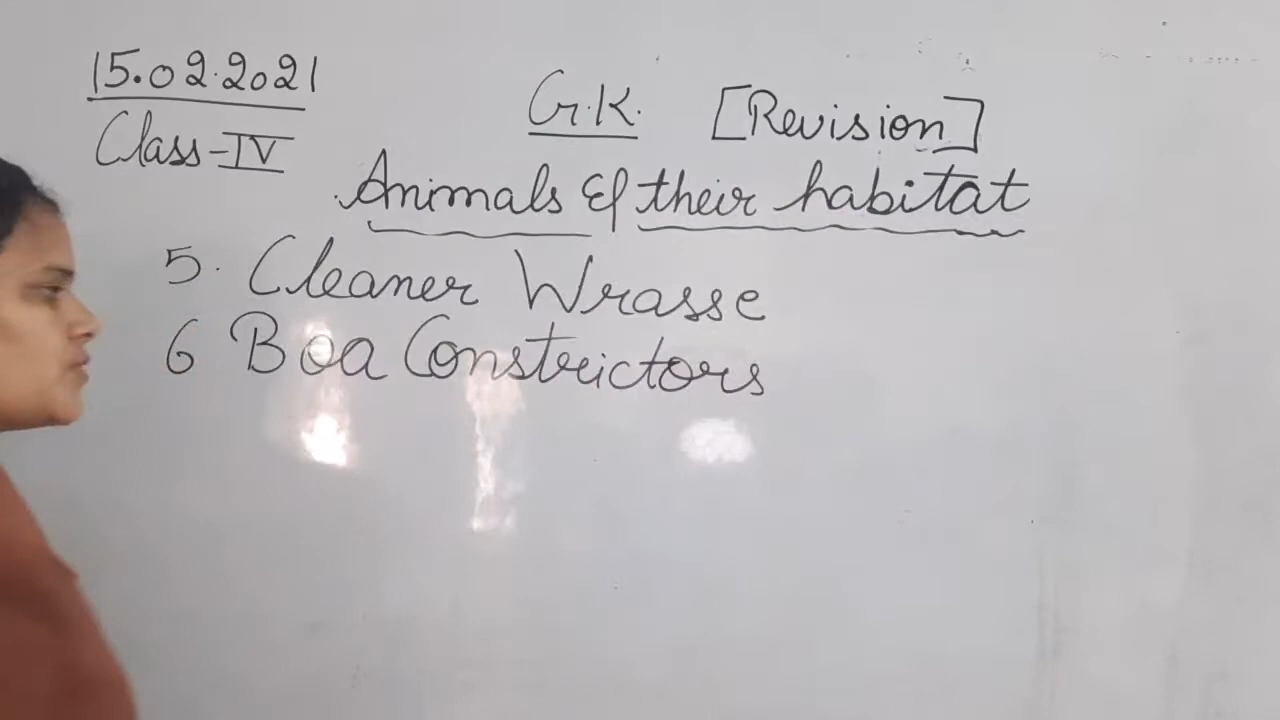 15.02.2021
G.K. [Revision]
Class-IV
Animals & their habitat
5. Cleaner Wrasse
6 Boa Constrictors